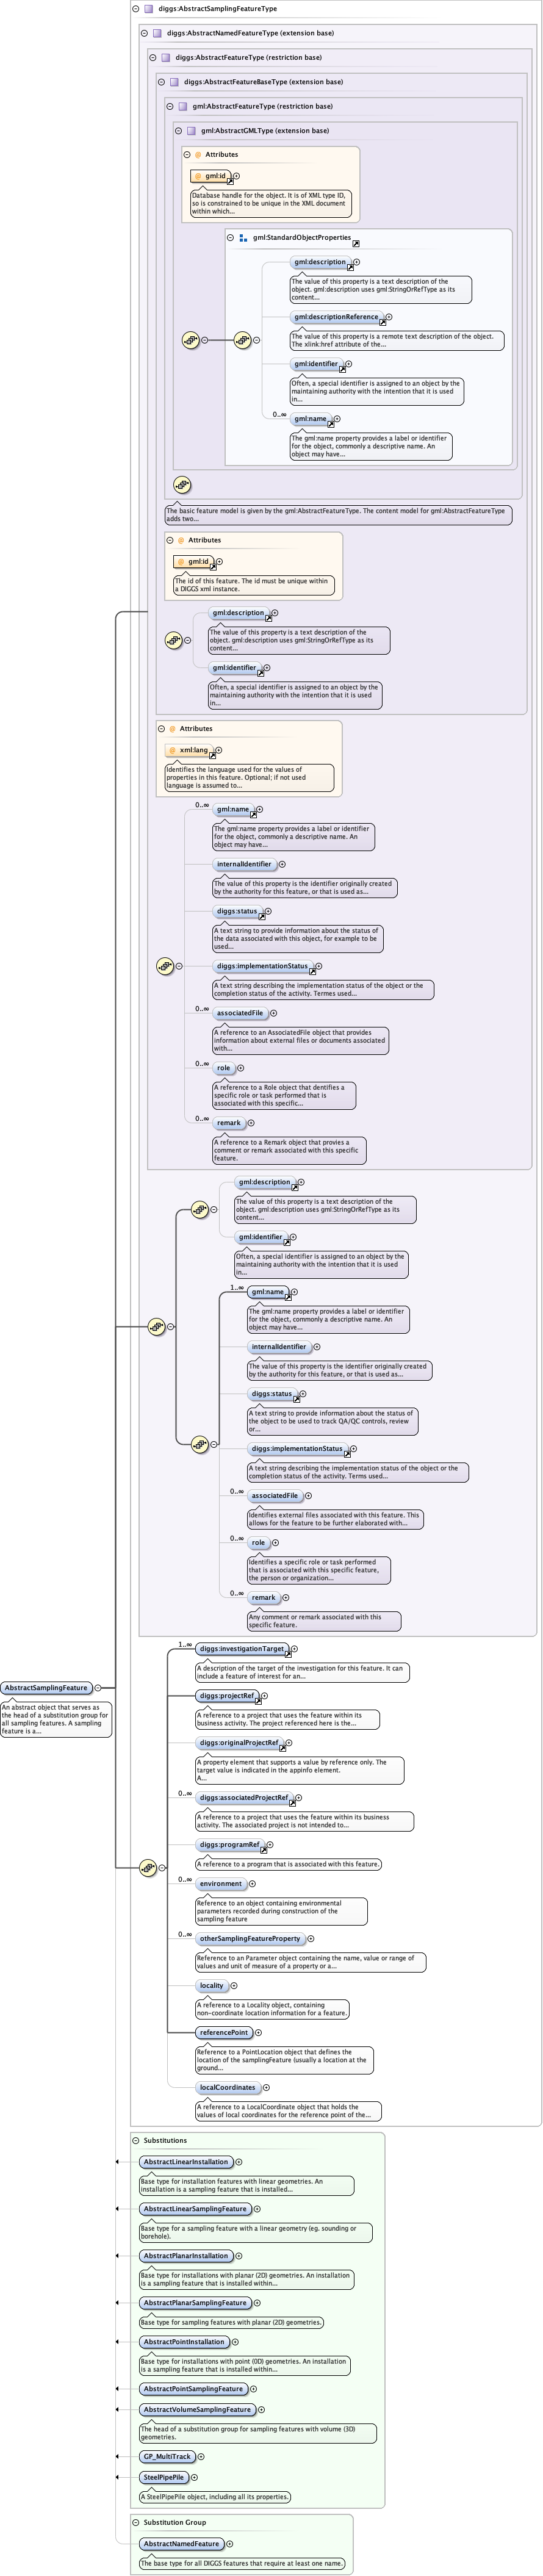 diggs:AbstractSamplingFeatureType
diggs:AbstractNamedFeatureType (extension base)
diggs:AbstractFeatureType (restriction base)
diggs:AbstractFeatureBaseType (extension base)
gml:AbstractFeatureType (restriction base)
gml:AbstractGMLType (extension base)
Attributes
gml:id
Database handle for the object. It is of XML type ID,
so is constrained to be unique in the XML document
within which...
gml:StandardObjectProperties
gml:description
The value of this property is a text description of the
object. gml:description uses gml:StringOrRefType as its
content...
gml:descriptionReference
The value of this property is a remote text description of the object.
The xlink:href attribute of the...
gml:identifier
Often, a special identifier is assigned to an object by the
maintaining authority with the intention that it is used
in...
0..∞
gml:name
The gml:name property provides a label or identifier
for the object, commonly a descriptive name. An
object may have...
The basic feature model is given by the gml:AbstractFeatureType. The content model for gml:AbstractFeatureType
adds two...
Attributes
gml:id
The id of this feature. The id must be unique within
a DIGGS xml instance.
gml:description
The value of this property is a text description of the
object. gml:description uses gml:StringOrRefType as its
content...
gml:identifier
Often, a special identifier is assigned to an object by the
maintaining authority with the intention that it is used
in...
Attributes
xml:lang
Identifies the language used for the values of
properties in this feature. Optional; if not used
language is assumed to...
0..∞
gml:name
The gml:name property provides a label or identifier
for the object, commonly a descriptive name. An
object may have...
internalIdentifier
The value of this property is the identifier originally created
by the authority for this feature, or that is used as...
diggs:status
A text string to provide information about the status of
the data associated with this object, for example to be
used...
diggs:implementationStatus
A text string describing the implementation status of the object or the
completion status of the activity. Termes used...
0..∞
associatedFile
A reference to an AssociatedFile object that provides
information about external files or documents associated
with...
0..∞
role
A reference to a Role object that dentifies a
specific role or task performed that is
associated with this specific...
0..∞
remark
A reference to a Remark object that provies a
comment or remark associated with this specific
feature.
gml:description
The value of this property is a text description of the
object. gml:description uses gml:StringOrRefType as its
content...
gml:identifier
Often, a special identifier is assigned to an object by the
maintaining authority with the intention that it is used
in...
1..∞
gml:name
The gml:name property provides a label or identifier
for the object, commonly a descriptive name. An
object may have...
internalIdentifier
The value of this property is the identifier originally created
by the authority for this feature, or that is used as...
diggs:status
A text string to provide information about the status of
the object to be used to track QA/QC controls, review
or...
diggs:implementationStatus
A text string describing the implementation status of the object or the
completion status of the activity. Terms used...
0..∞
associatedFile
Identifies external files associated with this feature. This
allows for the feature to be further elaborated with...
0..∞
role
Identifies a specific role or task performed
that is associated with this specific feature,
the person or organization...
0..∞
remark
Any comment or remark associated with this
specific feature.
AbstractSamplingFeature
An abstract object that serves as
the head of a substitution group for
all sampling features. A sampling
feature is a...
1..∞
diggs:investigationTarget
A description of the target of the investigation for this feature. It can
include a feature of interest for an...
diggs:projectRef
A reference to a project that uses the feature within its
business activity. The project referenced here is the...
diggs:originalProjectRef
A property element that supports a value by reference only. The
target value is indicated in the appinfo element.
A...
0..∞
diggs:associatedProjectRef
A reference to a project that uses the feature within its business
activity. The associated project is not intended to...
diggs:programRef
A reference to a program that is associated with this feature.
0..∞
environment
Reference to an object containing environmental
parameters recorded during construction of the
sampling feature
0..∞
otherSamplingFeatureProperty
Reference to an Parameter object containing the name, value or range of
values and unit of measure of a property or a...
locality
A reference to a Locality object, containing
non-coordinate location information for a feature.
referencePoint
Reference to a PointLocation object that defines the
location of the samplingFeature (usually a location at the
ground...
localCoordinates
A reference to a LocalCoordinate object that holds the
values of local coordinates for the reference point of the...
Substitutions
AbstractLinearInstallation
Base type for installation features with linear geometries. An
installation is a sampling feature that is installed...
AbstractLinearSamplingFeature
Base type for a sampling feature with a linear geometry (eg. sounding or
borehole).
AbstractPlanarInstallation
Base type for installations with planar (2D) geometries. An installation
is a sampling feature that is installed within...
AbstractPlanarSamplingFeature
Base type for sampling features with planar (2D) geometries.
AbstractPointInstallation
Base type for installations with point (0D) geometries. An installation
is a sampling feature that is installed within...
AbstractPointSamplingFeature
AbstractVolumeSamplingFeature
The head of a substitution group for sampling features with volume (3D)
geometries.
GP_MultiTrack
SteelPipePile
A SteelPipePile object, including all its properties.
Substitution Group
AbstractNamedFeature
The base type for all DIGGS features that require at least one name.